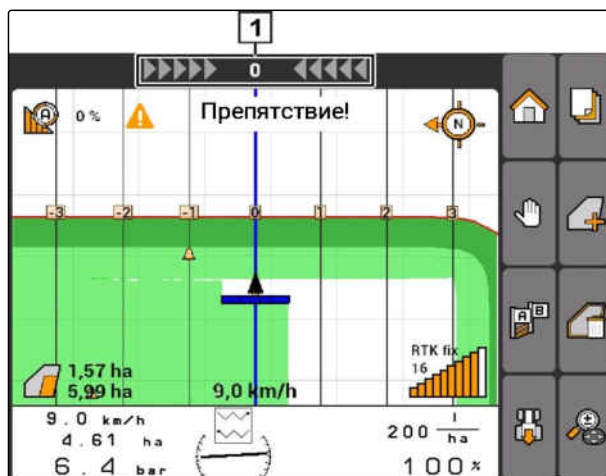 1
0
A 0 % Препятствие! N
-3 -2 -1 0 1 2 3
A B
1,57 ha
5,99 ha
9,0 km/h
RTK fix
16
9.0 km/h
4.61 ha
6.4 bar
200 l/ha
100 %